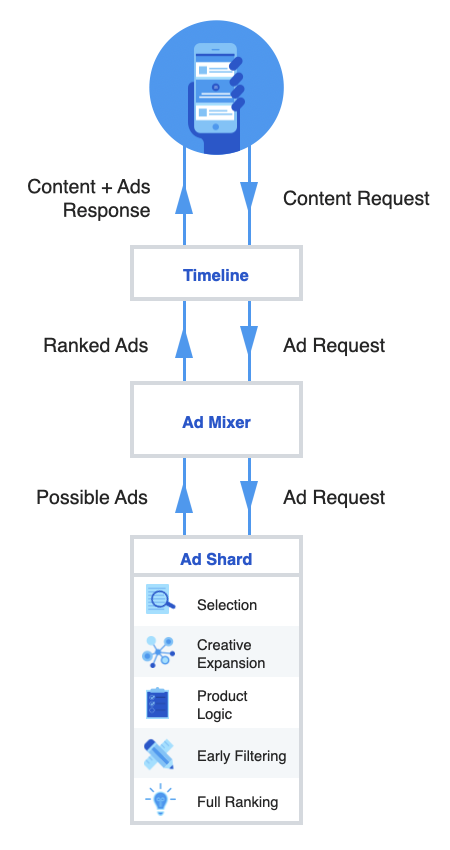 Content + Ads
Response
Content Request
Timeline
Ranked Ads
Ad Request
Ad Mixer
Possible Ads
Ad Request
Ad Shard
Selection
Creative
Expansion
Product
Logic
Early Filtering
Full Ranking